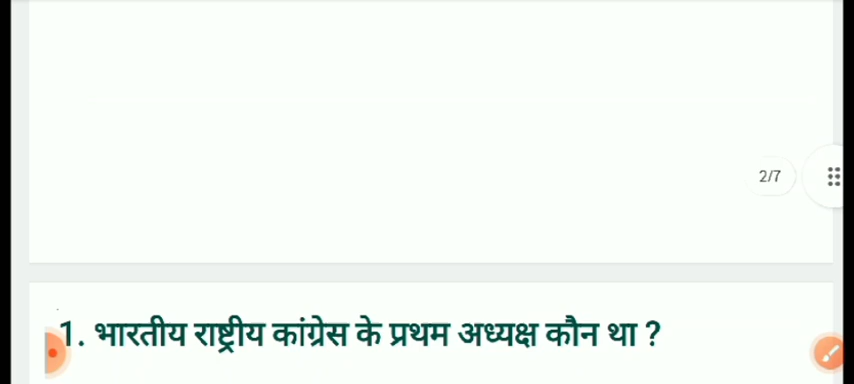 2/7
1. भारतीय राष्ट्रीय कांग्रेस के प्रथम अध्यक्ष कौन था ?